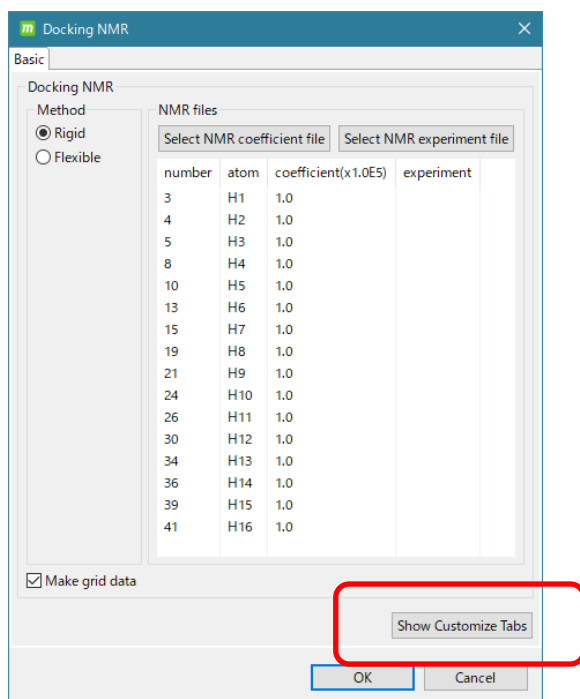 m Docking NMR
Basic
Docking NMR
Method
Rigid
Flexible
NMR files
Select NMR coefficient file Select NMR experiment file
number atom coefficient(x1.0E5) experiment
3 H1 1.0
4 H2 1.0
5 H3 1.0
8 H4 1.0
10 H5 1.0
13 H6 1.0
15 H7 1.0
19 H8 1.0
21 H9 1.0
24 H10 1.0
26 H11 1.0
30 H12 1.0
34 H13 1.0
36 H14 1.0
39 H15 1.0
41 H16 1.0
Make grid data
Show Customize Tabs
OK Cancel